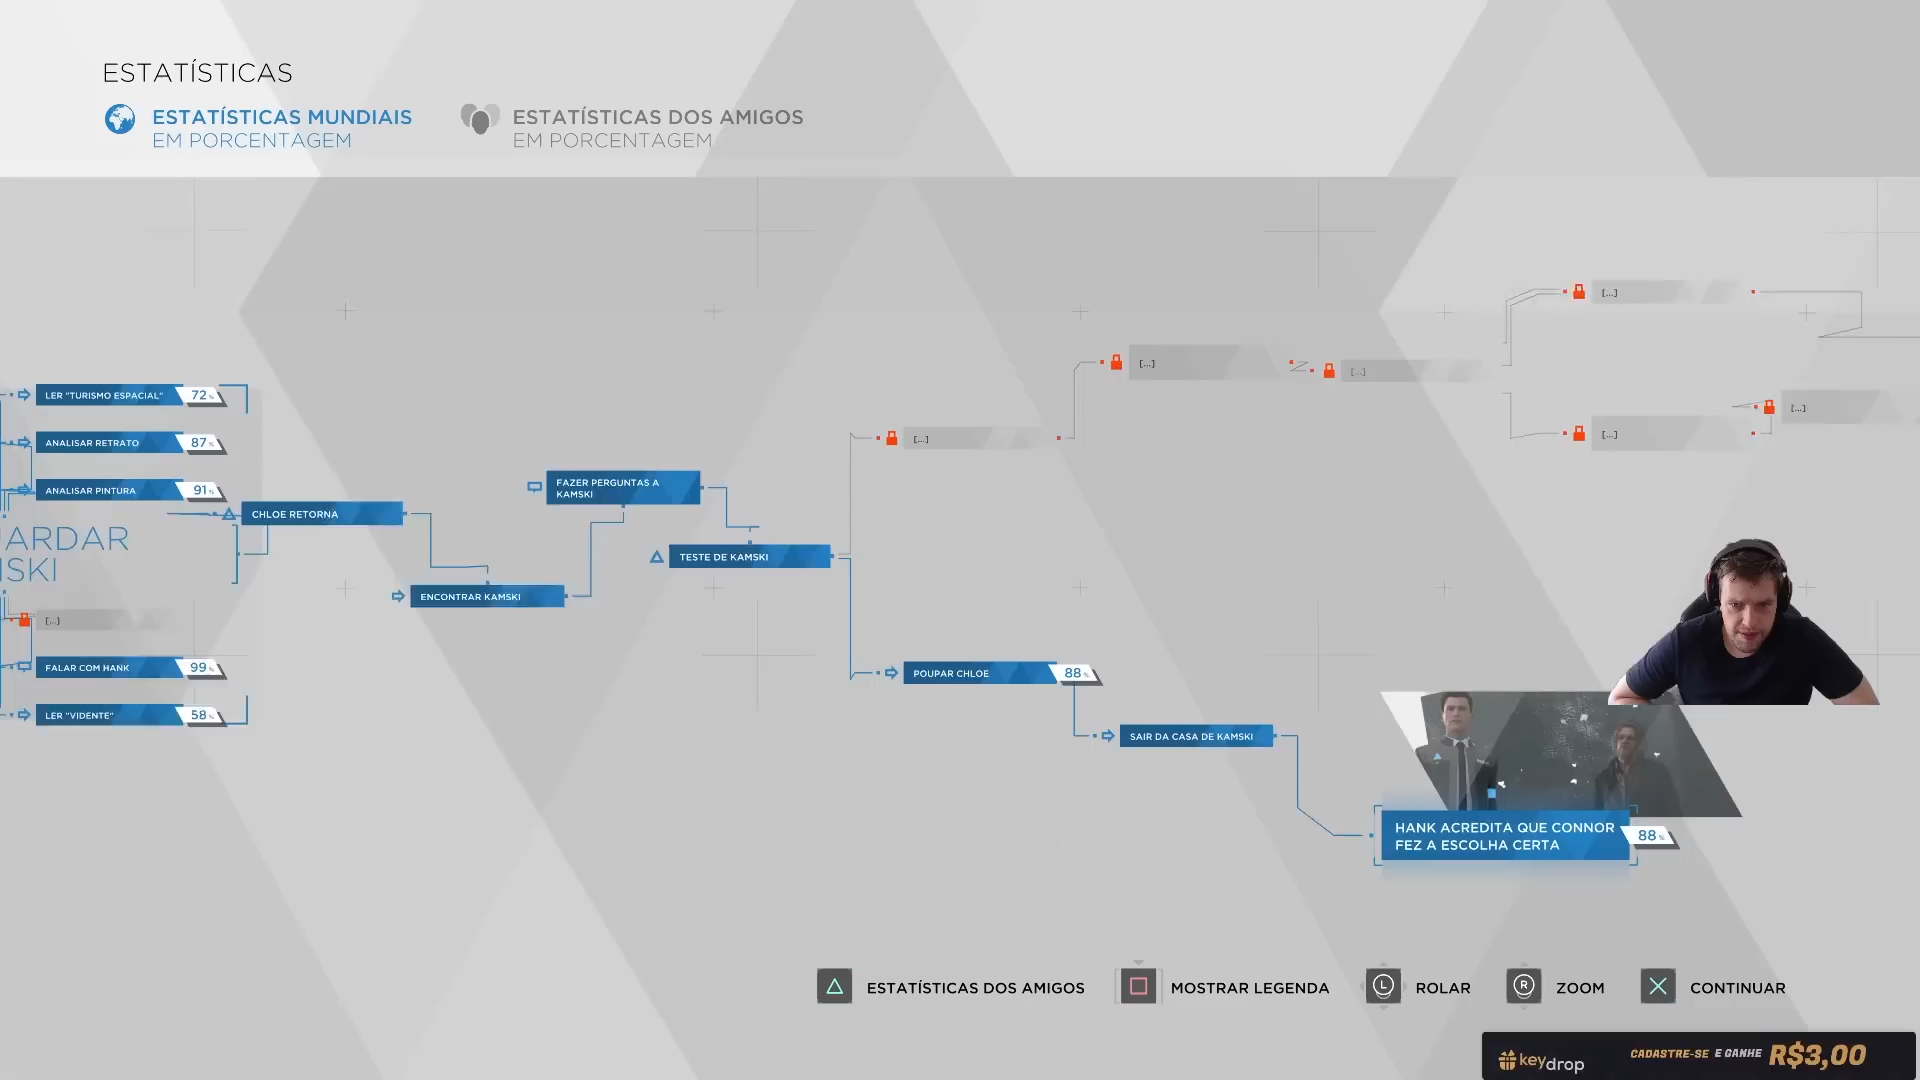 ESTATÍSTICAS
ESTATÍSTICAS MUNDIAIS
EM PORCENTAGEM
ESTATÍSTICAS DOS AMIGOS
EM PORCENTAGEM
[...]
[...]
[...]
[...]
[...]
[...]
LER "TURISMO ESPACIAL" 72%
ANALISAR RETRATO 87%
ANALISAR PINTURA 91%
CHLOE RETORNA
FAZER PERGUNTAS A
KAMSKI
TESTE DE KAMSKI
ARDAR
SKI
ENCONTRAR KAMSKI
[...]
FALAR COM HANK 99%
LER "VIDENTE" 58%
POUPAR CHLOE 88%
SAIR DA CASA DE KAMSKI
HANK ACREDITA QUE CONNOR
FEZ A ESCOLHA CERTA
88%
ESTATÍSTICAS DOS AMIGOS
MOSTRAR LEGENDA
L ROLAR
R ZOOM
CONTINUAR
keydrop
CADASTRE-SE E GANHE R$3,00